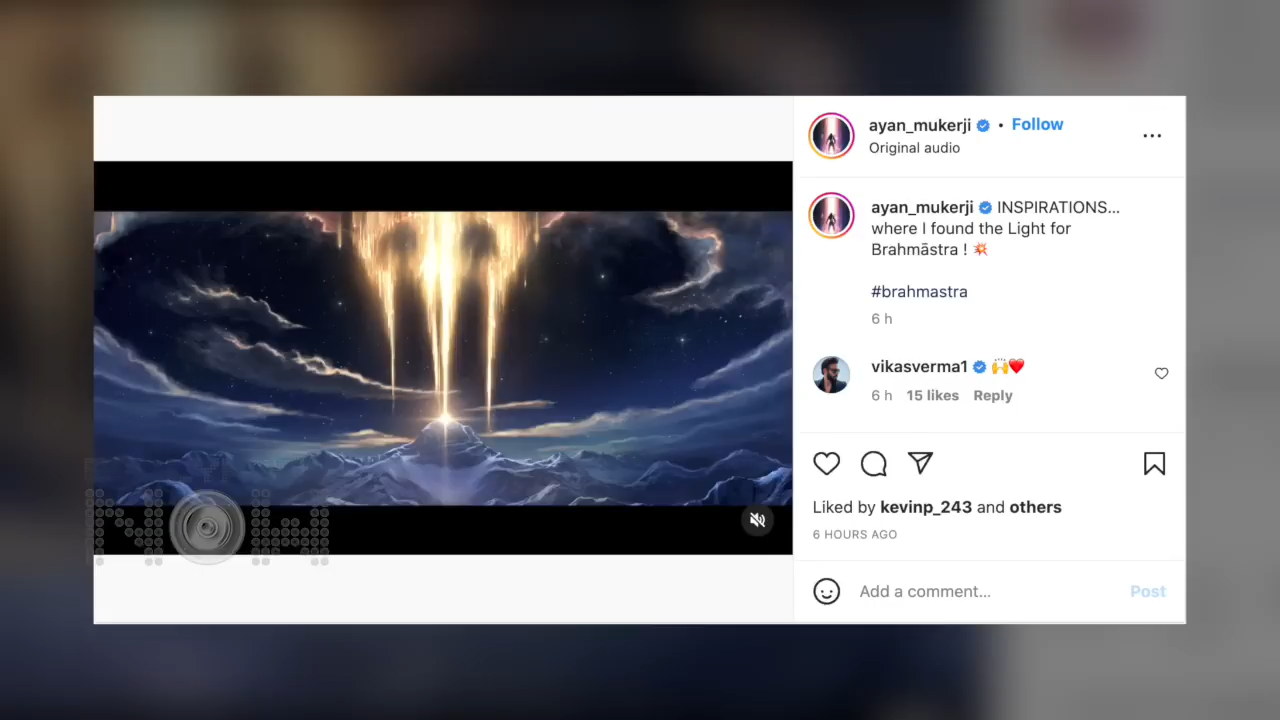 ayan_mukerji • Follow
Original audio
ayan_mukerji INSPIRATIONS...
where I found the Light for
Brahmāstra ! 💥
#brahmastra
6 h
vikasverma1 🙌❤️
6 h 15 likes Reply
Liked by kevinp_243 and others
6 HOURS AGO
Add a comment... Post
NOW